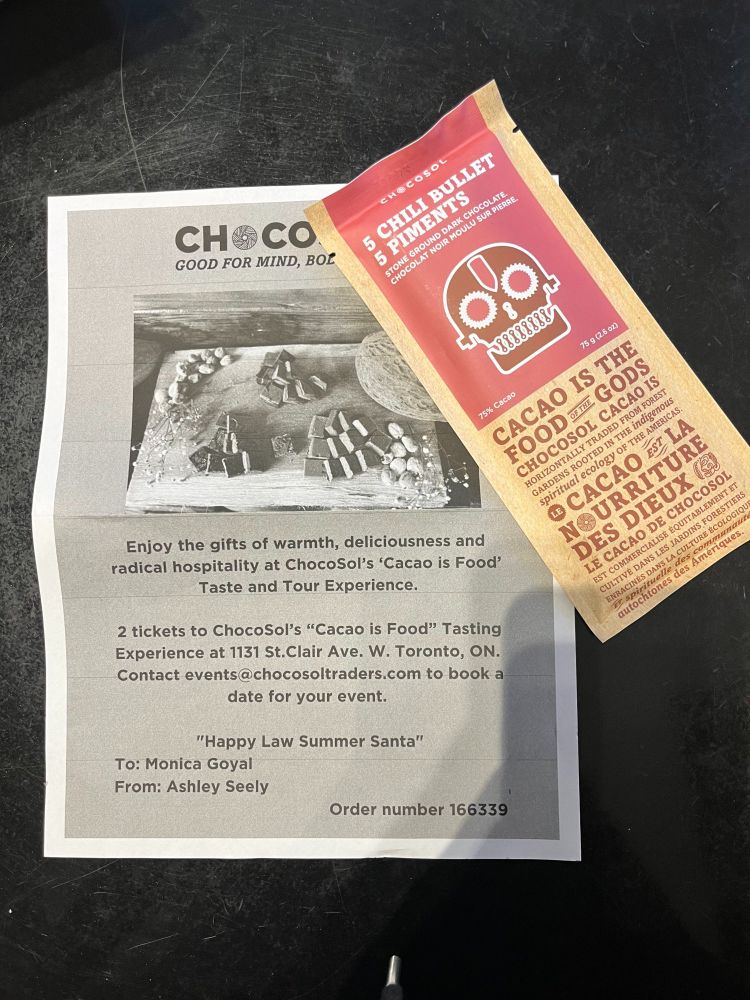 CHOCO
GOOD FOR MIND, BOD
Enjoy the gifts of warmth, deliciousness and
radical hospitality at ChocoSol's ‘Cacao is Food’
Taste and Tour Experience.
2 tickets to ChocoSol's “Cacao is Food” Tasting
Experience at 1131 St.Clair Ave. W. Toronto, ON.
Contact events@chocosoltraders.com to book a
date for your event.
"Happy Law Summer Santa"
To: Monica Goyal
From: Ashley Seely
Order number 166339
CHOCOSOL
5 CHILI BULLET
5 PIMENTS
STONE GROUND DARK CHOCOLATE.
CHOCOLAT NOIR MOULU SUR PIERRE.
75% Cacao
75 g (2.6 oz)
CACAO IS THE
FOOD OF THE GODS
CHOCOSOL CACAO IS
HORIZONTALLY TRADED FROM FOREST
GARDENS ROOTED IN THE indigenous
spiritual ecology OF THE AMERICAS.
CACAO EST LA
NOURRITURE
DES DIEUX
LE CACAO DE CHOCOSOL
EST COMMERCIALISÉ ÉQUITABLEMENT ET
CULTIVÉ DANS LES JARDINS FORESTIERS
ENRACINÉS DANS LA CULTURE ÉCOLOGIQUE
et spirituelle des communautés
autochtones des Amériques.